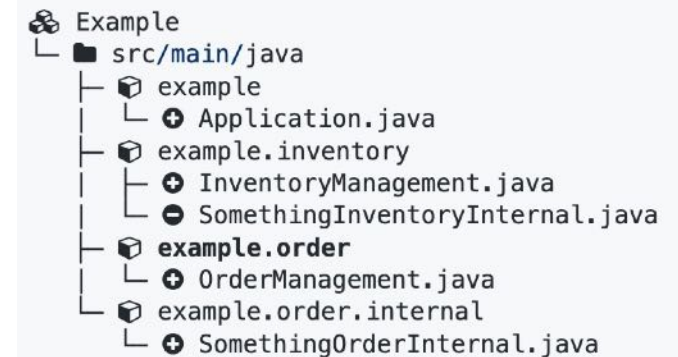 Example
src/main/java
example
Application.java
example.inventory
InventoryManagement.java
SomethingInventoryInternal.java
example.order
OrderManagement.java
example.order.internal
SomethingOrderInternal.java